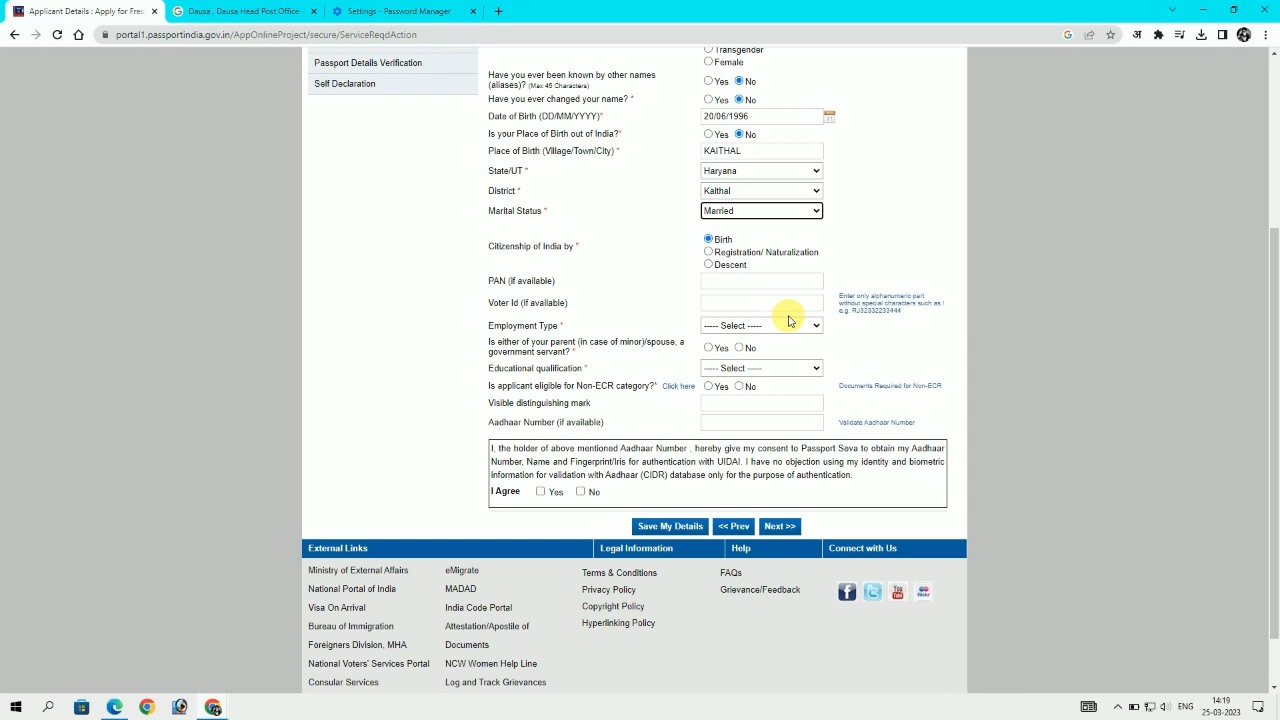 Applicant Details : Apply for Fres
Dausa , Dausa Head Post Office-
Settings - Password Manager
portal1.passportindia.gov.in/AppOnlineProject/secure/ServiceReqdAction
अ
Passport Details Verification
Self Declaration
Transgender
Female
Have you ever been known by other names
(aliases)? (Max 45 Characters)
Yes No
Have you ever changed your name? *
Yes No
Date of Birth (DD/MM/YYYY)*
20/06/1996
Is your Place of Birth out of India?*
Yes No
Place of Birth (Village/Town/City) *
KAITHAL
State/UT *
Haryana
District *
Kaithal
Marital Status *
Married
Citizenship of India by *
Birth
Registration/ Naturalization
Descent
PAN (if available)
Voter Id (if available)
Enter only alphanumeric part
without special characters such as /
e.g. RJ32332233444
Employment Type *
----- Select -----
Is either of your parent (in case of minor)/spouse, a
government servant? *
Yes No
Educational qualification *
----- Select -----
Is applicant eligible for Non-ECR category?* Click here
Yes No
Documents Required for Non-ECR
Visible distinguishing mark
Aadhaar Number (if available)
Validate Aadhaar Number
I, the holder of above mentioned Aadhaar Number , hereby give my consent to Passport Seva to obtain my Aadhaar
Number, Name and Fingerprint/Iris for authentication with UIDAI. I have no objection using my identity and biometric
information for validation with Aadhaar (CIDR) database only for the purpose of authentication.
I Agree Yes No
Save My Details << Prev Next >>
External Links
Legal Information
Help
Connect with Us
Ministry of External Affairs
National Portal of India
Visa On Arrival
Bureau of Immigration
Foreigners Division, MHA
National Voters' Services Portal
Consular Services
eMigrate
MADAD
India Code Portal
Attestation/Apostile of
Documents
NCW Women Help Line
Log and Track Grievances
Terms & Conditions
Privacy Policy
Copyright Policy
Hyperlinking Policy
FAQs
Grievance/Feedback
You
flickr
ENG
14:19
25-03-2023